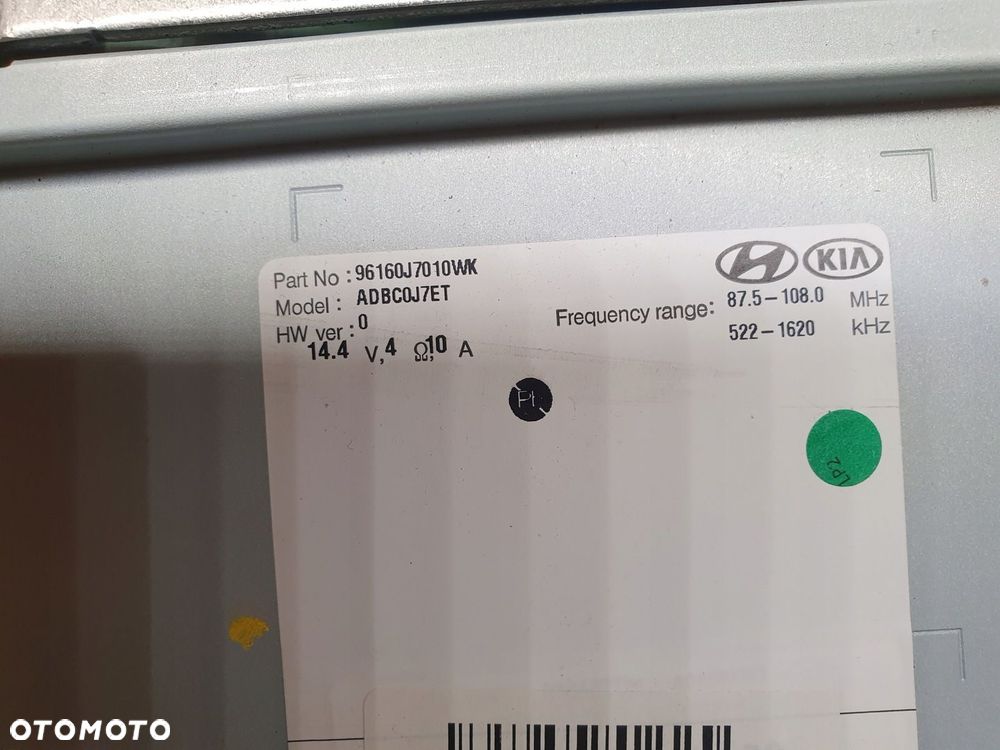 Part No : 96160J7010WK
Model : ADBC0J7ET
HW ver : 0
14.4 V, 4 Ω, 10 A
KIA
Frequency range: 87.5-108.0 MHz
522-1620 kHz
PI
LP2
OTOMOTO